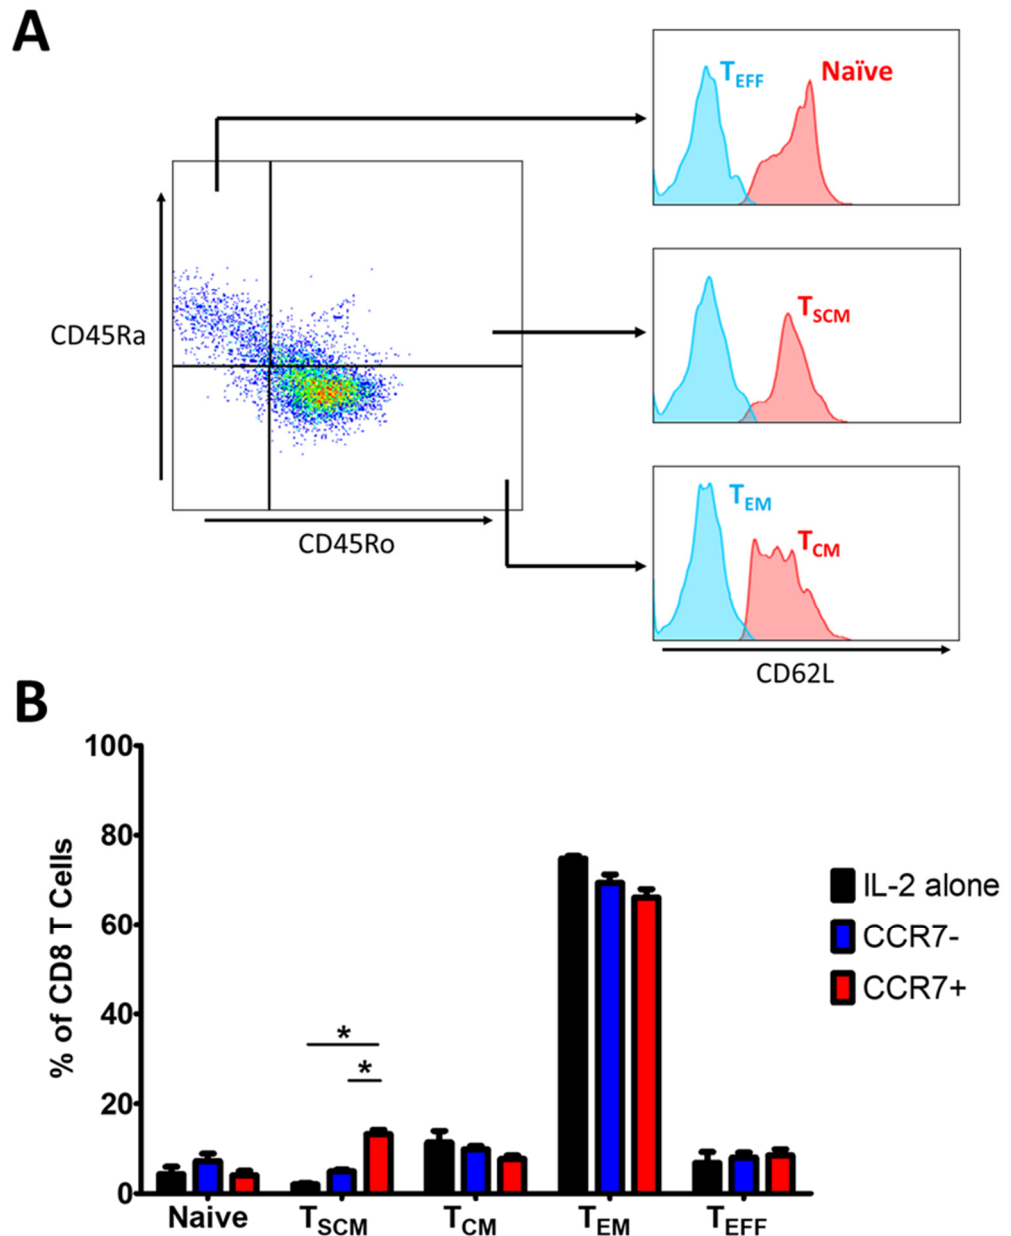 A
TEFF Naïve
CD45Ra
TSCM
TEM
TCM
CD45Ro
CD62L
B
100
80
60
40
20
0
% of CD8 T Cells
*
*
IL-2 alone
CCR7-
CCR7+
Naive TSCM TCM TEM TEFF